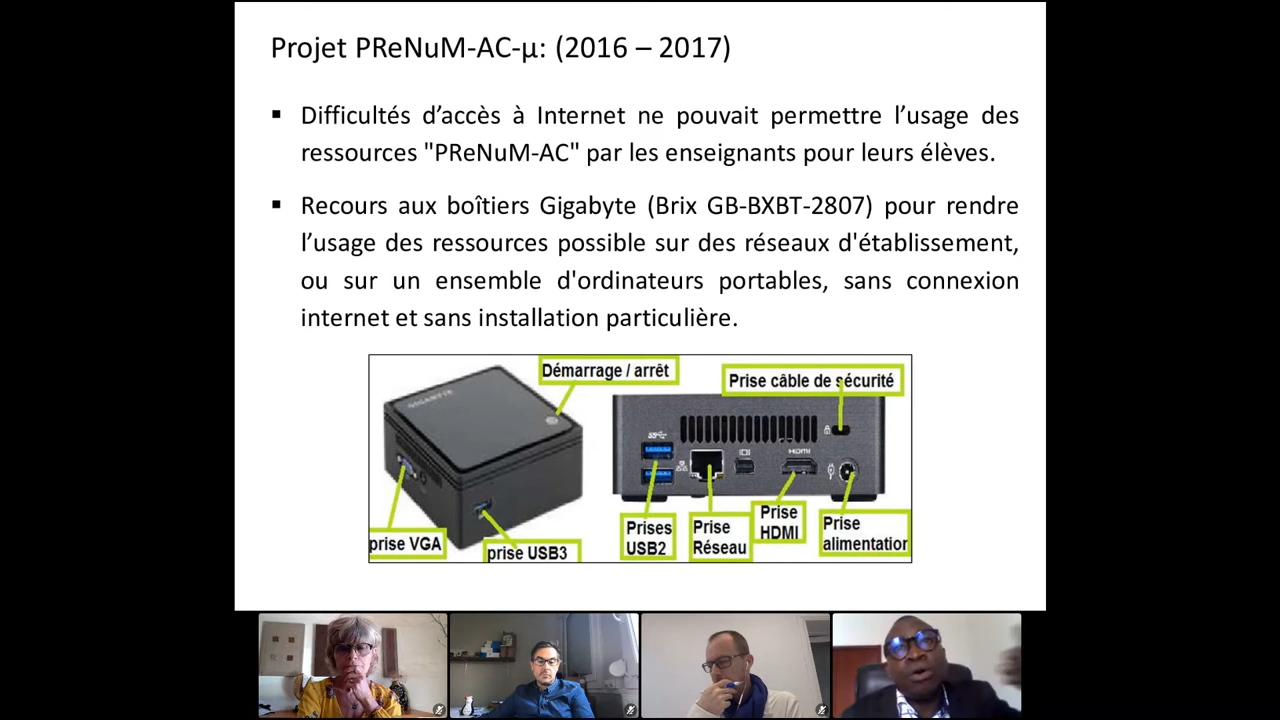 Projet PReNuM-AC-µ: (2016 – 2017)
▪ Difficultés d’accès à Internet ne pouvait permettre l’usage des
ressources "PReNuM-AC" par les enseignants pour leurs élèves.
▪ Recours aux boîtiers Gigabyte (Brix GB-BXBT-2807) pour rendre
l’usage des ressources possible sur des réseaux d'établissement,
ou sur un ensemble d'ordinateurs portables, sans connexion
internet et sans installation particulière.
Démarrage / arrêt
Prise câble de sécurité
GIGABYTE
HDMI
prise VGA
prise USB3
Prises
USB2
Prise
Réseau
Prise
HDMI
Prise
alimentation